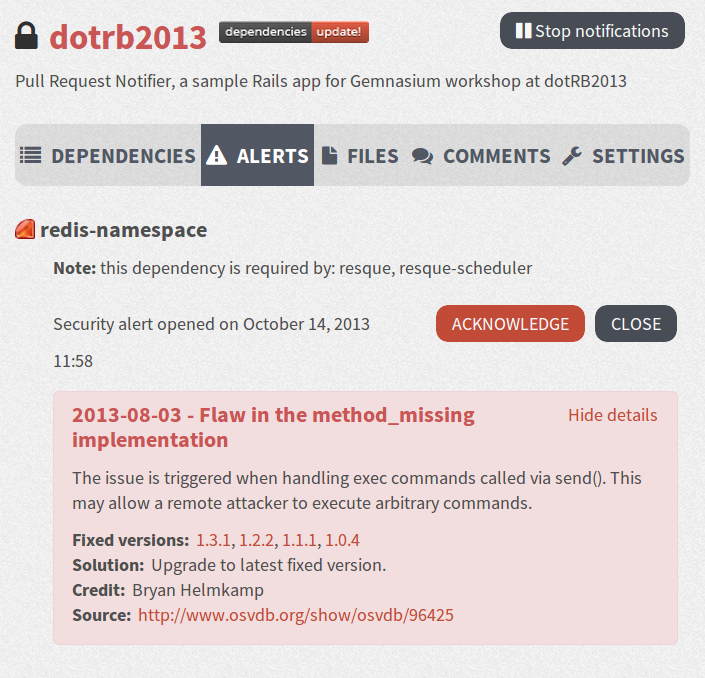 dotrb2013
dependencies update!
Stop notifications
Pull Request Notifier, a sample Rails app for Gemnasium workshop at dotRB2013
DEPENDENCIES ALERTS FILES COMMENTS SETTINGS
redis-namespace
Note: this dependency is required by: resque, resque-scheduler
Security alert opened on October 14, 2013
11:58
ACKNOWLEDGE CLOSE
2013-08-03 - Flaw in the method_missing
implementation
Hide details
The issue is triggered when handling exec commands called via send(). This
may allow a remote attacker to execute arbitrary commands.
Fixed versions: 1.3.1, 1.2.2, 1.1.1, 1.0.4
Solution: Upgrade to latest fixed version.
Credit: Bryan Helmkamp
Source: http://www.osvdb.org/show/osvdb/96425